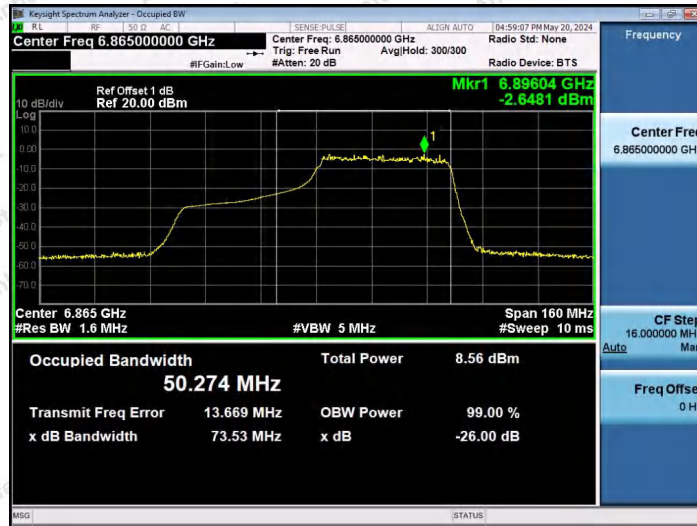 Keysight Spectrum Analyzer - Occupied BW
RL RF 50 Ω AC SENSE:PULSE ALIGN AUTO 04:59:07 PM May 20, 2024
Center Freq 6.865000000 GHz
Center Freq: 6.865000000 GHz
Radio Std: None
Trig: Free Run Avg|Hold: 300/300
#IFGain:Low #Atten: 20 dB Radio Device: BTS
Frequency
Mkr1 6.89604 GHz
-2.6481 dBm
Ref Offset 1 dB
10 dB/div Ref 20.00 dBm
Log
10.0
0.00
-10.0
-20.0
-30.0
-40.0
-50.0
-60.0
-70.0
1
Center 6.865 GHz Span 160 MHz
#Res BW 1.6 MHz #VBW 5 MHz #Sweep 10 ms
Occupied Bandwidth Total Power 8.56 dBm
50.274 MHz
Transmit Freq Error 13.669 MHz OBW Power 99.00 %
x dB Bandwidth 73.53 MHz x dB -26.00 dB
Center Fre
6.865000000 GH
CF Ste
16.000000 MH
Auto Ma
Freq Offse
0 H
MSG STATUS